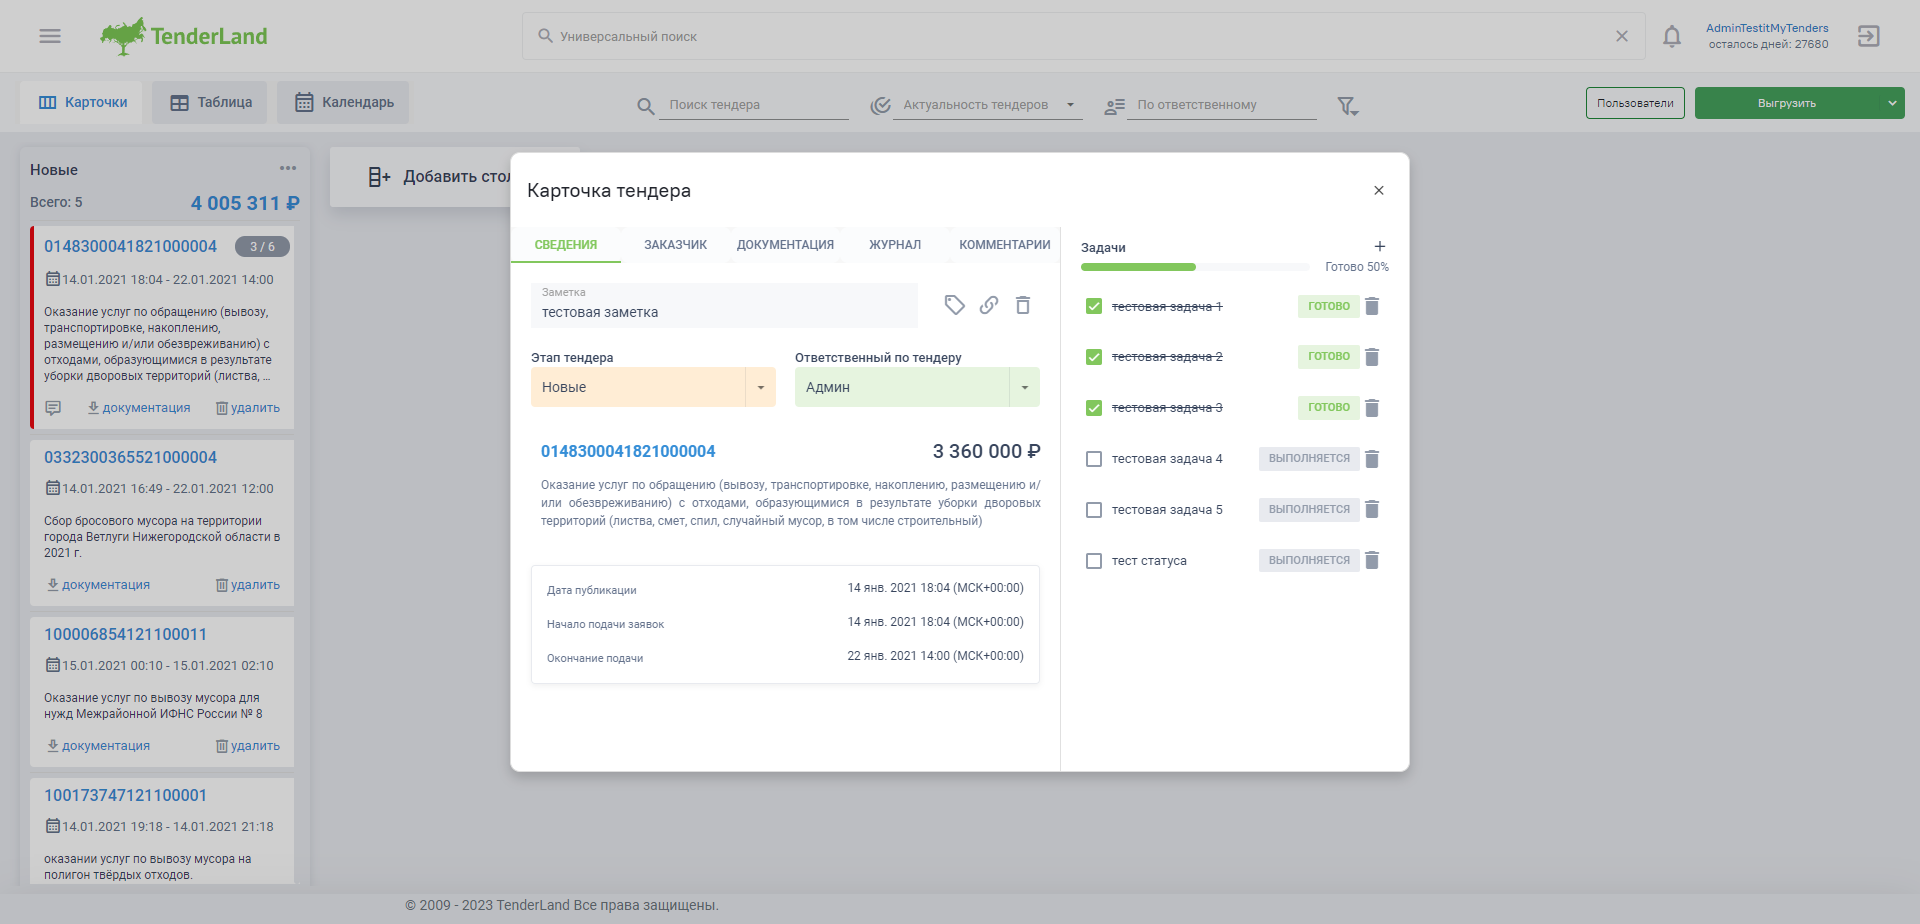 TenderLand
Универсальный поиск
AdminTestitMyTenders
осталось дней: 27680
Карточки
Таблица
Календарь
Поиск тендера
Актуальность тендеров
По ответственному
Пользователи
Выгрузить
Новые
Всего: 5
4 005 311 ₽
0148300041821000004
3 / 6
14.01.2021 18:04 - 22.01.2021 14:00
Оказание услуг по обращению (вывозу,
транспортировке, накоплению,
размещению и/или обезвреживанию) с
отходами, образующимися в результате
уборки дворовых территорий (листва, ...
документация
удалить
0332300365521000004
14.01.2021 16:49 - 22.01.2021 12:00
Сбор бросового мусора на территории
города Ветлуги Нижегородской области в
2021 г.
документация
удалить
100006854121100011
15.01.2021 00:10 - 15.01.2021 02:10
Оказание услуг по вывозу мусора для
нужд Межрайонной ИФНС России № 8
документация
удалить
100173747121100001
14.01.2021 19:18 - 14.01.2021 21:18
оказании услуг по вывозу мусора на
полигон твёрдых отходов.
Добавить стол
Карточка тендера
СВЕДЕНИЯ
ЗАКАЗЧИК
ДОКУМЕНТАЦИЯ
ЖУРНАЛ
КОММЕНТАРИИ
Заметка
тестовая заметка
Этап тендера
Ответственный по тендеру
Новые
Админ
0148300041821000004
3 360 000 ₽
Оказание услуг по обращению (вывозу, транспортировке, накоплению, размещению и/
или обезвреживанию) с отходами, образующимися в результате уборки дворовых
территорий (листва, смет, спил, случайный мусор, в том числе строительный)
Дата публикации
14 янв. 2021 18:04 (МСК+00:00)
Начало подачи заявок
14 янв. 2021 18:04 (МСК+00:00)
Окончание подачи
22 янв. 2021 14:00 (МСК+00:00)
Задачи
Готово 50%
тестовая задача 1
ГОТОВО
тестовая задача 2
ГОТОВО
тестовая задача 3
ГОТОВО
тестовая задача 4
ВЫПОЛНЯЕТСЯ
тестовая задача 5
ВЫПОЛНЯЕТСЯ
тест статуса
ВЫПОЛНЯЕТСЯ
© 2009 - 2023 TenderLand Все права защищены.